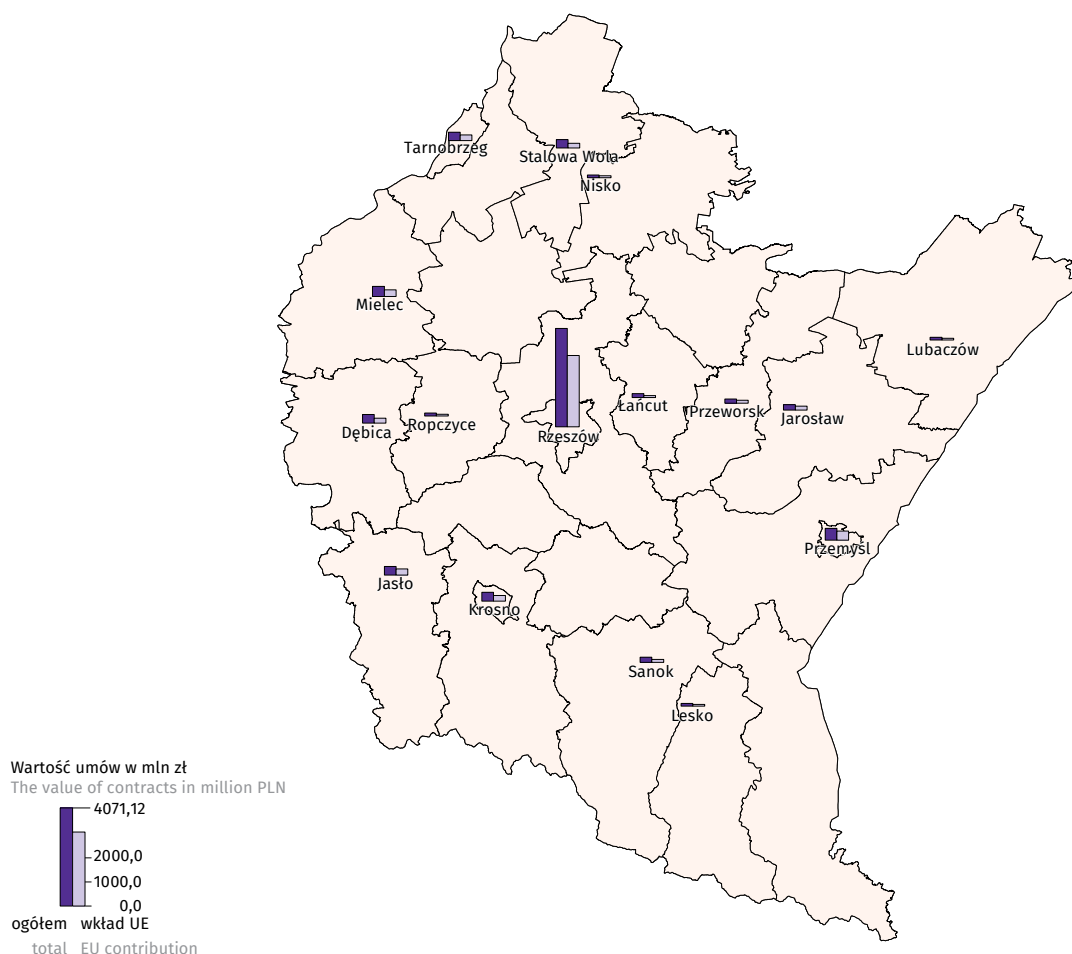 Tarnobrzeg
Stalowa Wola
Nisko
Mielec
Lubaczów
Łańcut
Przeworsk
Jarosław
Dębica
Ropczyce
Rzeszów
Przemyśl
Jasło
Krosno
Sanok
Lesko
Wartość umów w mln zł
The value of contracts in million PLN
4071,12
2000,0
1000,0
0,0
ogółem wkład UE
total EU contribution